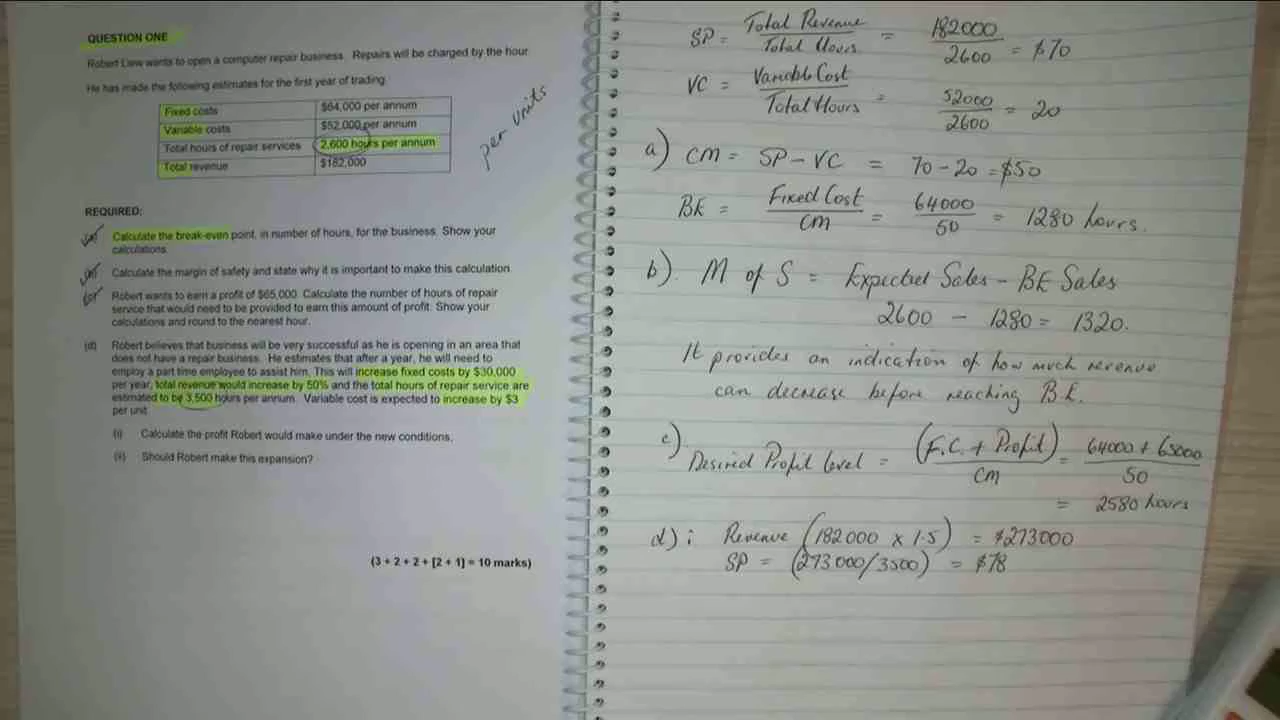 QUESTION ONE
Robert Liew wants to open a computer repair business. Repairs will be charged by the hour.
He has made the following estimates for the first year of trading.
Fixed costs $64,000 per annum
Variable costs $52,000 per annum
Total hours of repair services 2,600 hours per annum
Total revenue $182,000
per units
REQUIRED:
(a) Calculate the break-even point, in number of hours, for the business. Show your
calculations.
Calculate the margin of safety and state why it is important to make this calculation.
Robert wants to earn a profit of $65,000. Calculate the number of hours of repair
service that would need to be provided to earn this amount of profit. Show your
calculations and round to the nearest hour.
(d) Robert believes that business will be very successful as he is opening in an area that
does not have a repair business. He estimates that after a year, he will need to
employ a part time employee to assist him. This will increase fixed costs by $30,000
per year, total revenue would increase by 50% and the total hours of repair service are
estimated to be 3,500 hours per annum. Variable cost is expected to increase by $3
per unit.
(i) Calculate the profit Robert would make under the new conditions.
(ii) Should Robert make this expansion?
(3 + 2 + 2 + [2 + 1] = 10 marks)
SP = Total Revenue / Total Hours = 182000 / 2600 = $70
VC = Variable Cost / Total Hours = 52000 / 2600 = 20
a) CM = SP - VC = 70 - 20 = $50
BE = Fixed Cost / CM = 64000 / 50 = 1280 hours.
b). M of S = Expected Sales - BE Sales
2600 - 1280 = 1320.
It provides an indication of how much revenue
can decrease before reaching B.E.
c) Desired Profit Level = (F.C. + Profit) / CM = 64000 + 65000 / 50
= 2580 hours
d) i Revenue (182000 x 1.5) = $273000
SP = (273000/3500) = $78